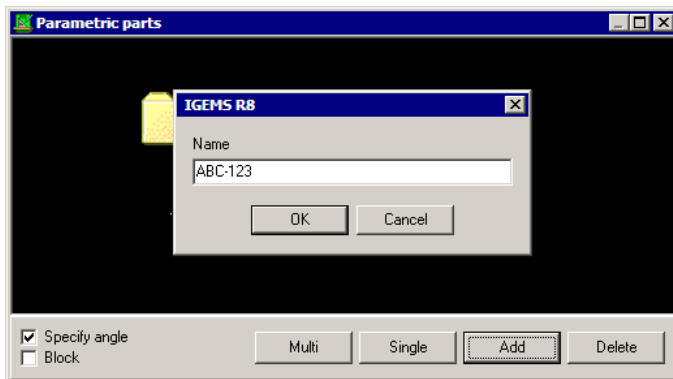 Parametric parts
IGEMS R8
Name
ABC-123
OK Cancel
Specify angle
Block
Multi Single Add Delete